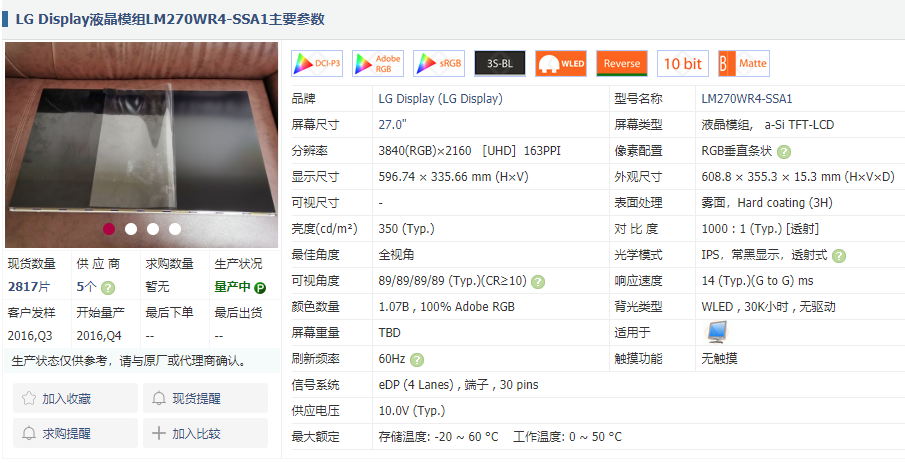 LG Display液晶模组LM270WR4-SSA1主要参数
DCI-P3
Adobe RGB
sRGB
3S-BL
WLED
Reverse
10 bit
B Matte
品牌 LG Display (LG Display) 型号名称 LM270WR4-SSA1
屏幕尺寸 27.0" 屏幕类型 液晶模组, a-Si TFT-LCD
分辨率 3840(RGB)×2160 [UHD] 163PPI 像素配置 RGB垂直条状 ?
显示尺寸 596.74 × 335.66 mm (H×V) 外观尺寸 608.8 × 355.3 × 15.3 mm (H×V×D)
可视尺寸 - 表面处理 雾面, Hard coating (3H)
亮度(cd/m²) 350 (Typ.) 对 比 度 1000 : 1 (Typ.) [透射]
最佳角度 全视角 光学模式 IPS, 常黑显示, 透射式 ?
可视角度 89/89/89/89 (Typ.)(CR≥10) ? 响应速度 14 (Typ.)(G to G) ms
颜色数量 1.07B , 100% Adobe RGB 背光类型 WLED , 30K小时 , 无驱动
屏幕重量 TBD 适用于
刷新频率 60Hz ? 触摸功能 无触摸
信号系统 eDP (4 Lanes) , 端子 , 30 pins
供应电压 10.0V (Typ.)
最大额定 存储温度: -20 ~ 60 °C 工作温度: 0 ~ 50 °C
现货数量 供 应 商 求购数量 生产状况
2817片 5个 ? 暂无 量产中 P
客户发样 开始量产 最后下单 最后出货
2016,Q3 2016,Q4 -- --
生产状态仅供参考，请与原厂或代理商确认。
加入收藏 现货提醒
求购提醒 加入比较